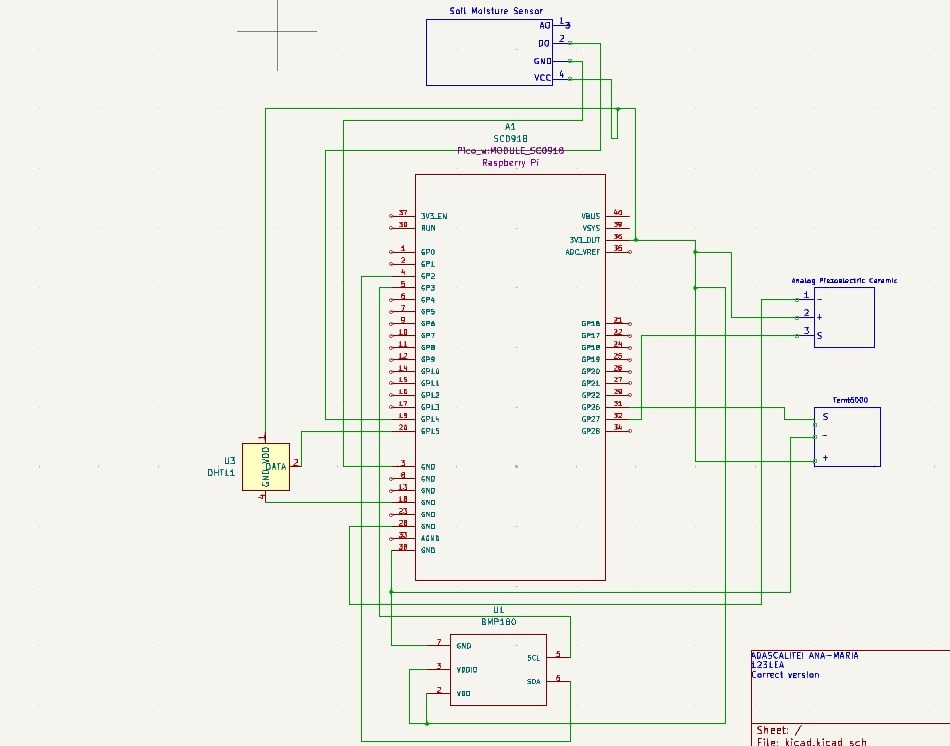 Soil Moisture Sensor
AO 1
DO 2
GND 3
VCC 4
A1
SC0918
Pico_w:MODULE_SC0918
Raspberry Pi
37 3V3_EN
30 RUN
1 GP0
2 GP1
4 GP2
5 GP3
6 GP4
7 GP5
9 GP6
10 GP7
11 GP8
12 GP9
14 GP10
15 GP11
16 GP12
17 GP13
19 GP14
20 GP15
3 GND
8 GND
13 GND
18 GND
23 GND
28 GND
33 AGND
38 GND
VBUS 40
VSYS 39
3V3_OUT 36
ADC_VREF 35
GP16 21
GP17 22
GP18 24
GP19 25
GP20 26
GP21 27
GP22 29
GP26 31
GP27 32
GP28 34
Analog Piezoelectric Ceramic
1 -
2 +
3 S
Temt6000
S
-
+
U3
DHT11
1
VDD
DATA 2
GND
4
U1
BMP180
7 GND
3 VDDIO
2 VDD
SCL 5
SDA 6
ADASCALITEI ANA-MARIA
1231EA
Correct version
Sheet: /
File: kicad.kicad_sch